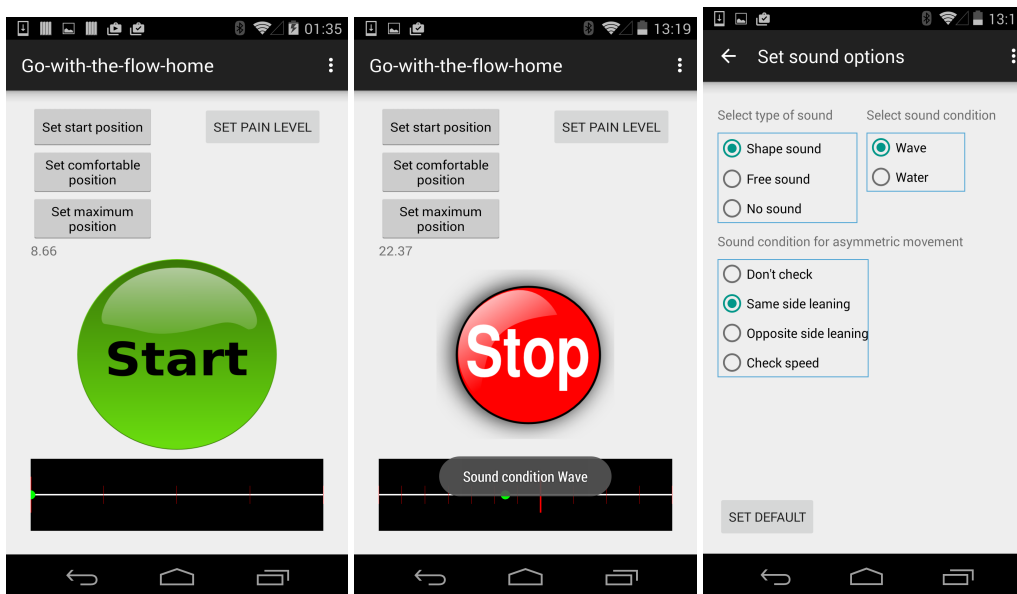 01:35
Go-with-the-flow-home
Set start position
SET PAIN LEVEL
Set comfortable
position
Set maximum
position
8.66
Start
13:19
Go-with-the-flow-home
Set start position
SET PAIN LEVEL
Set comfortable
position
Set maximum
position
22.37
Stop
Sound condition Wave
13:1
Set sound options
Select type of sound
Select sound condition
Shape sound
Wave
Free sound
Water
No sound
Sound condition for asymmetric movement
Don't check
Same side leaning
Opposite side leaning
Check speed
SET DEFAULT